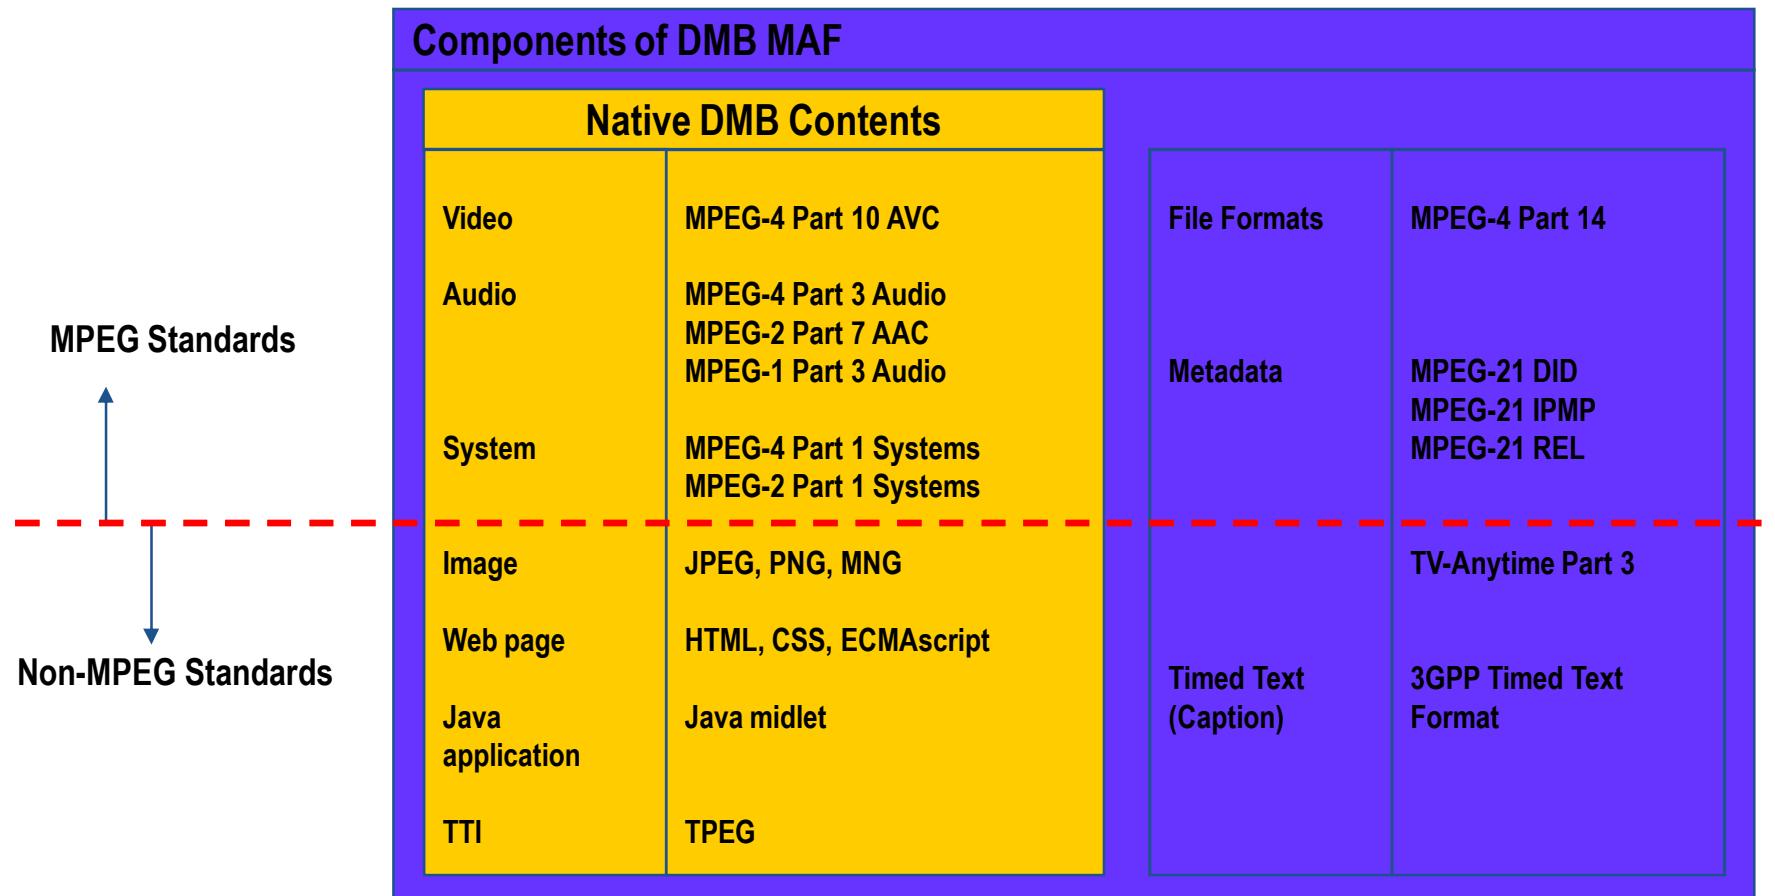 Components of DMB MAF
Native DMB Contents
Video
MPEG-4 Part 10 AVC
Audio
MPEG-4 Part 3 Audio
MPEG-2 Part 7 AAC
MPEG-1 Part 3 Audio
System
MPEG-4 Part 1 Systems
MPEG-2 Part 1 Systems
Image
JPEG, PNG, MNG
Web page
HTML, CSS, ECMAscript
Java
application
Java midlet
TTI
TPEG
File Formats
MPEG-4 Part 14
Metadata
MPEG-21 DID
MPEG-21 IPMP
MPEG-21 REL
TV-Anytime Part 3
Timed Text
(Caption)
3GPP Timed Text
Format
MPEG Standards
Non-MPEG Standards